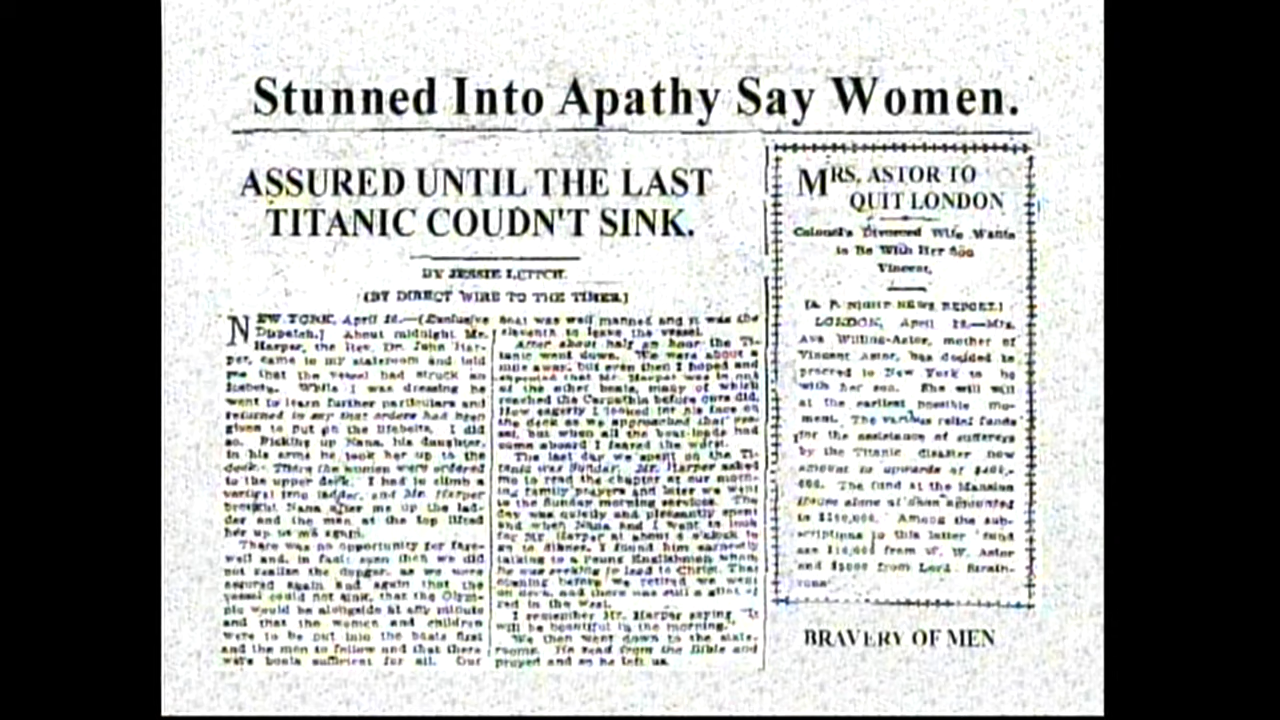 Stunned Into Apathy Say Women.
ASSURED UNTIL THE LAST
TITANIC COUDN'T SINK.
BY JESSIE LEITCH.
(BY DIRECT WIRE TO THE TIMES.)
NEW YORK, April 18.—(Exclusive
Dispatch.) About midnight Mr.
Harper, the Rev. Dr. John Har-
per, came to my stateroom and told
me that the vessel had struck an
iceberg. While I was dressing he
went to learn further particulars and
returned to say that orders had been
given to put on the lifebelts. I did
so. Picking up Nana, his daughter,
in his arms he took her up to the
deck. There the women were ordered
to the upper deck. I had to climb a
vertical iron ladder, and Mr. Harper
brought Nana after me up the lad-
der and the men at the top lifted
her up to me again.
There was no opportunity for fare-
well and, in fact, even then we did
not realize the danger, as we were
assured again and again that the
vessel could not sink, that the Olym-
pic would be alongside at any minute
and that the women and children
were to be put into the boats first
and the men to follow and that there
were boats sufficient for all. Our
boat was well manned and it was the
eleventh to leave the vessel.
After about half an hour the Ti-
tanic went down. We were about a
mile away, but even then I hoped and
expected that Mr. Harper was in one
of the other boats, many of which
reached the Carpathia before ours did.
How eagerly I looked for his face on
the deck as we approached that ves-
sel, but when all the boat-loads had
come aboard I feared the worst.
The last day we spent on the Ti-
tanic was Sunday. Mr. Harper asked
me to read the chapter at our morn-
ing family prayers and later we went
to the Sunday morning services. The
day was quietly and pleasantly spent
and when Nana and I went to look
for Mr. Harper at about 6 o'clock to
go to dinner, I found him earnestly
talking to a young Englishman whom
he was seeking to lead to Christ. That
evening before we retired we went
on deck, and there was still a glint of
red in the west.
I remember Mr. Harper saying "It
will be beautiful in the morning."
We then went down to the state-
rooms. He read from the Bible and
prayed and so he left us.
MRS. ASTOR TO
QUIT LONDON
Colonel's Divorced Wife Wants
to Be With Her Son
Vincent.
[A. P. NIGHT NEWS REPORT.]
LONDON, April 18.—Mrs.
Ava Willing-Astor, mother of
Vincent Astor, has decided to
proceed to New York to be
with her son. She will sail
at the earliest possible mo-
ment. The various relief funds
for the assistance of sufferers
by the Titanic disaster now
amount to upwards of
The fund at the Mansion
House alone
to Among the sub-
scriptions to this latter fund
are from W. W. Astor
and $5000 from Lord Strath-
cona
BRAVERY OF MEN